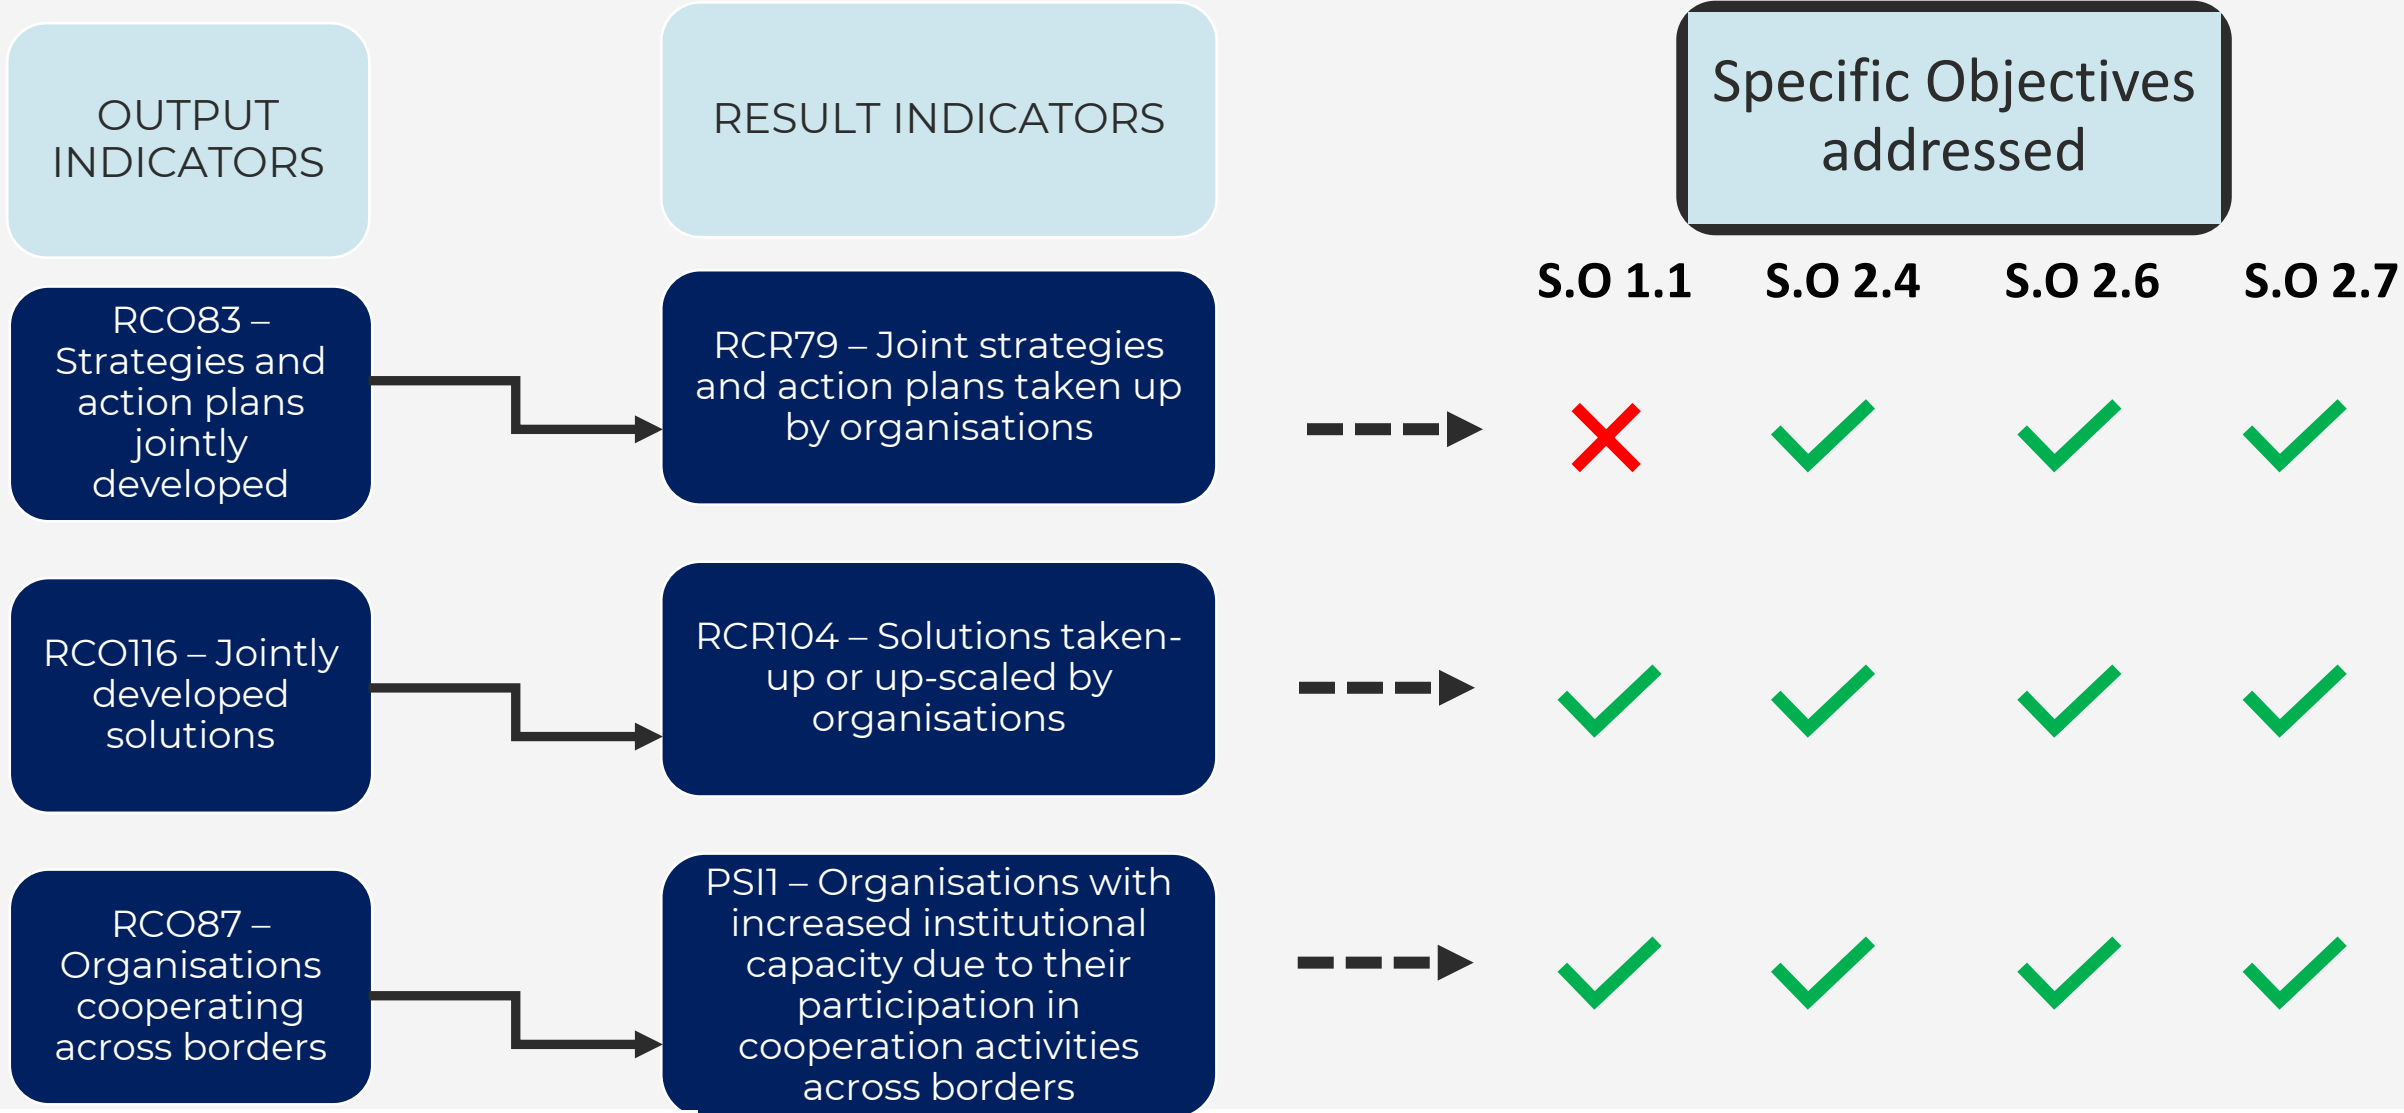 OUTPUT
INDICATORS
RESULT INDICATORS
Specific Objectives
addressed
S.O 1.1
S.O 2.4
S.O 2.6
S.O 2.7
RCO83 –
Strategies and
action plans
jointly
developed
RCR79 – Joint strategies
and action plans taken up
by organisations
RCO116 – Jointly
developed
solutions
RCR104 – Solutions taken-
up or up-scaled by
organisations
RCO87 –
Organisations
cooperating
across borders
PSI1 – Organisations with
increased institutional
capacity due to their
participation in
cooperation activities
across borders